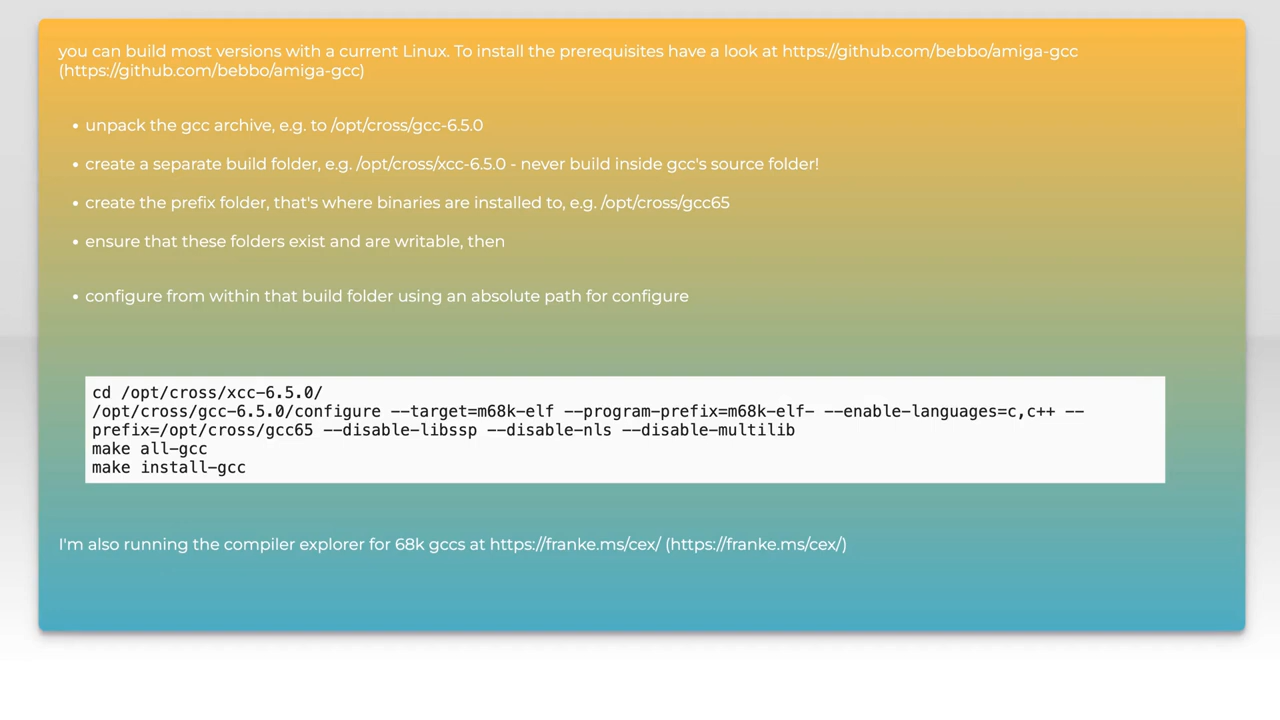 you can build most versions with a current Linux. To install the prerequisites have a look at https://github.com/bebbo/amiga-gcc
(https://github.com/bebbo/amiga-gcc)
• unpack the gcc archive, e.g. to /opt/cross/gcc-6.5.0
• create a separate build folder, e.g. /opt/cross/xcc-6.5.0 - never build inside gcc's source folder!
• create the prefix folder, that's where binaries are installed to, e.g. /opt/cross/gcc65
• ensure that these folders exist and are writable, then
• configure from within that build folder using an absolute path for configure
cd /opt/cross/xcc-6.5.0/
/opt/cross/gcc-6.5.0/configure --target=m68k-elf --program-prefix=m68k-elf- --enable-languages=c,c++ --
prefix=/opt/cross/gcc65 --disable-libssp --disable-nls --disable-multilib
make all-gcc
make install-gcc
I'm also running the compiler explorer for 68k gccs at https://franke.ms/cex/ (https://franke.ms/cex/)